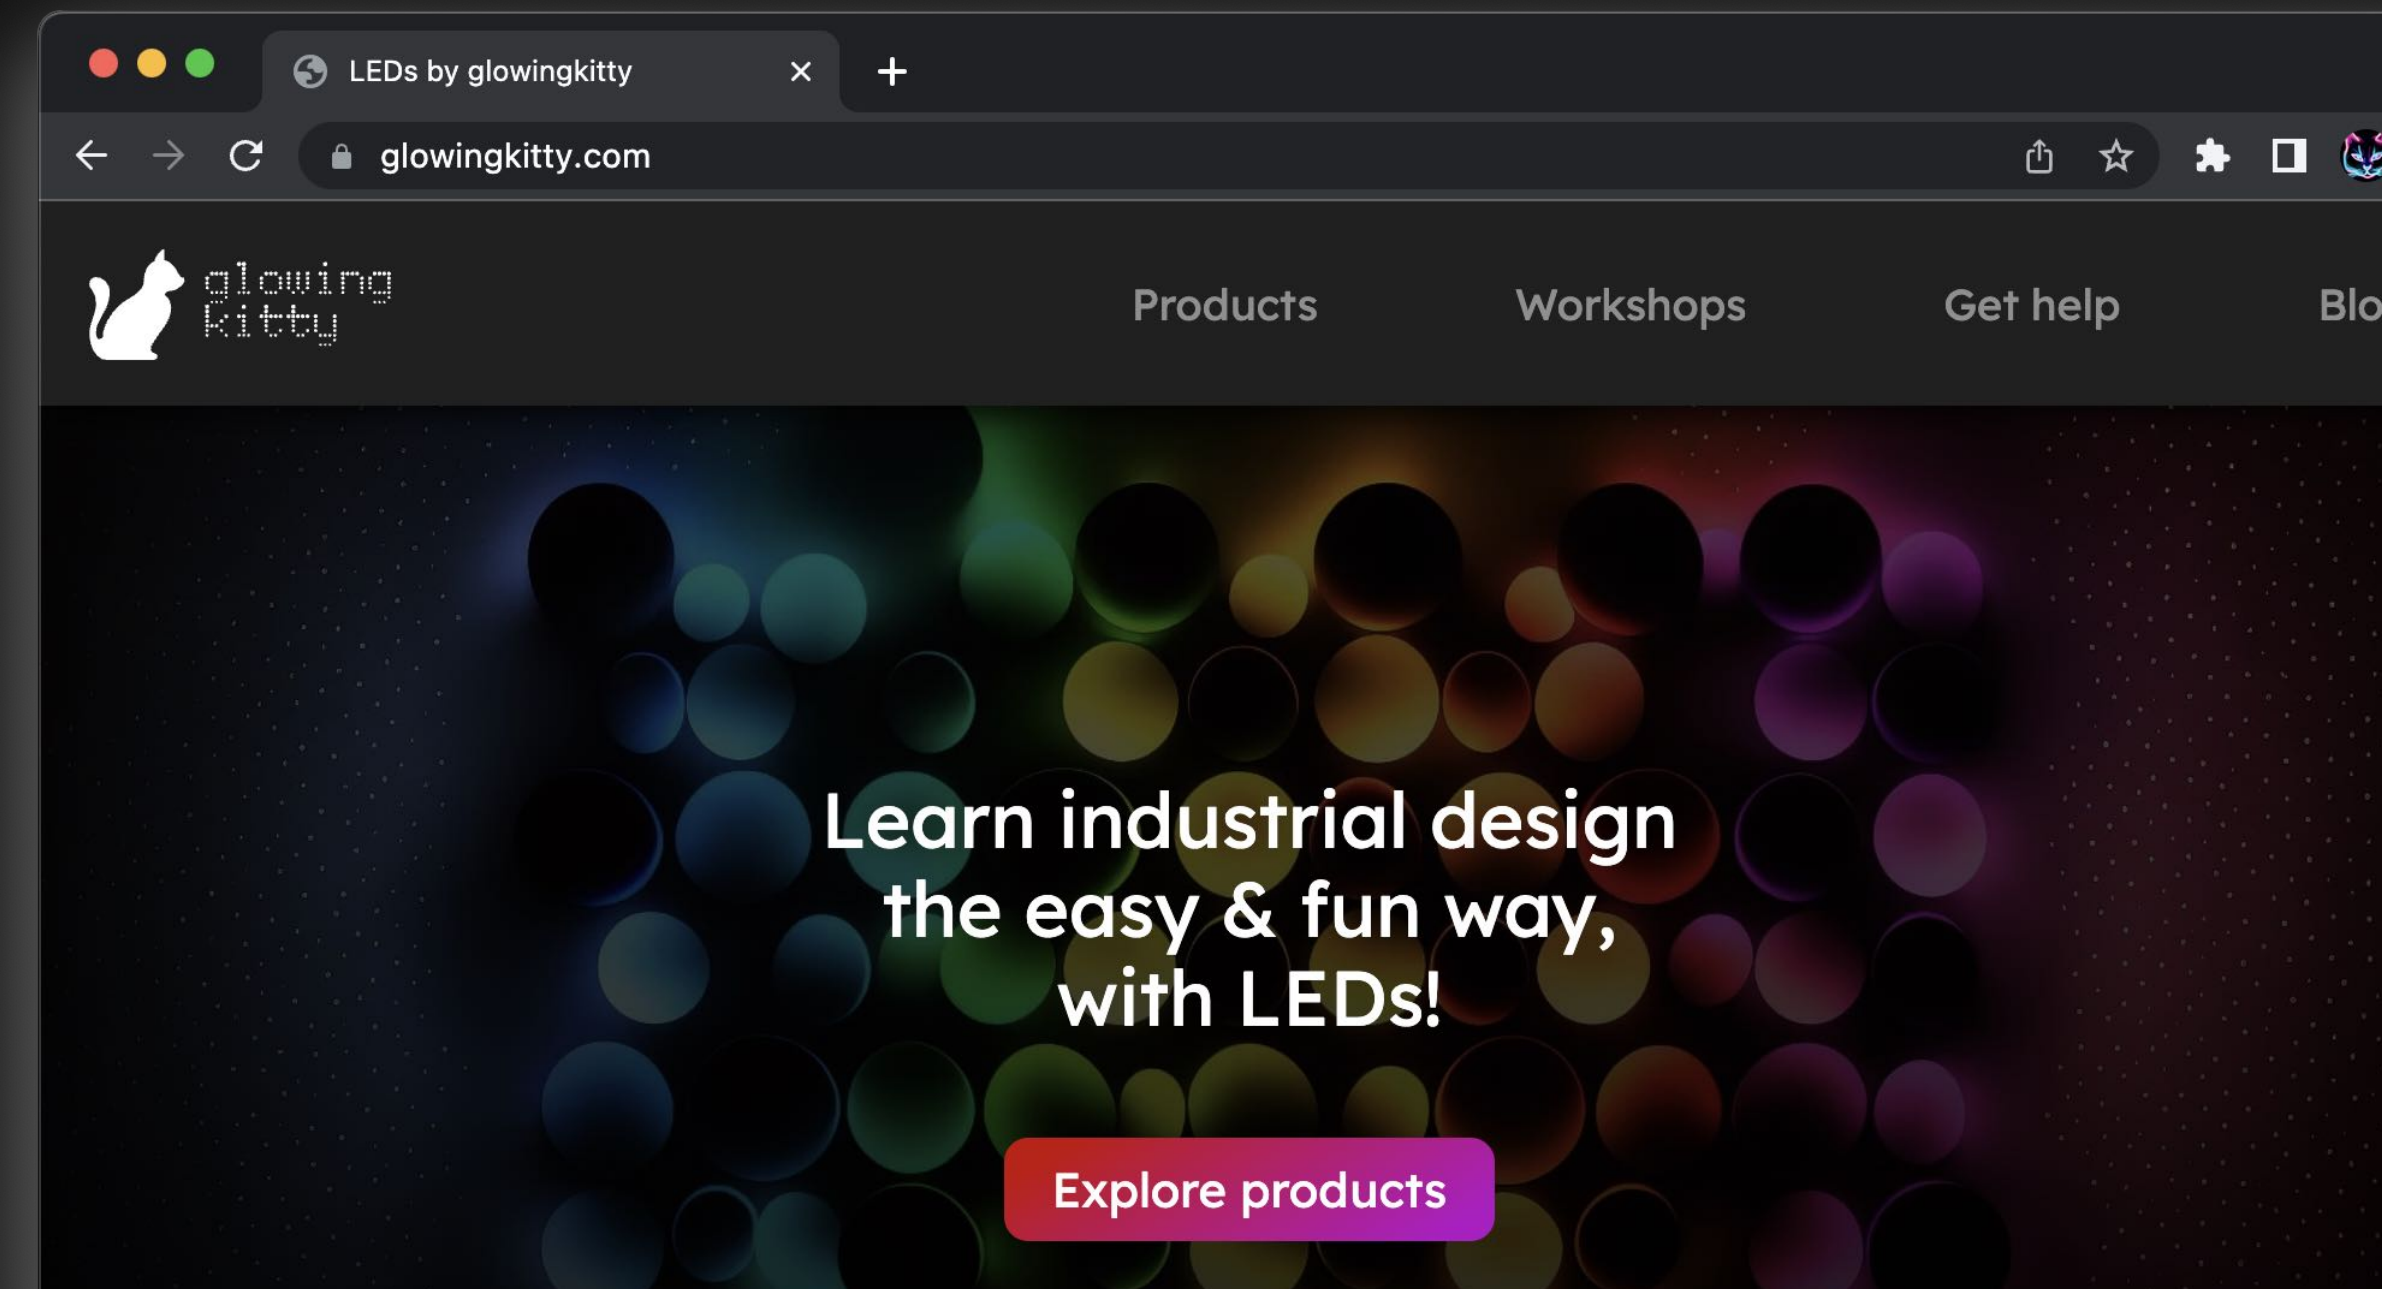 LEDs by glowingkitty
glowingkitty.com
glowing
kitty
Products
Workshops
Get help
Blo
Learn industrial design
the easy & fun way,
with LEDs!
Explore products